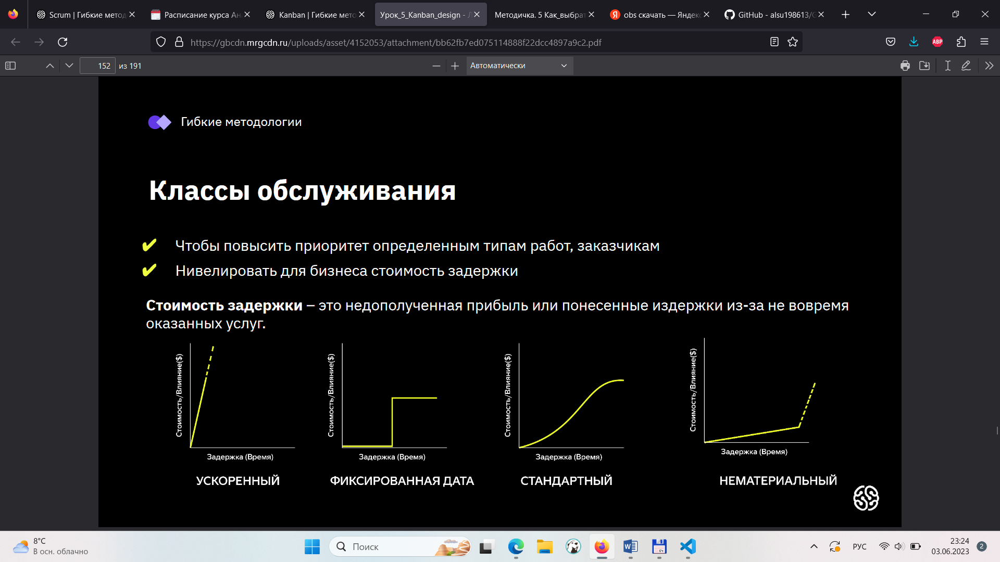 Scrum | Гибкие метод
Расписание курса Ан
Kanban | Гибкие мето
Урок_5_Kanban_design - Л
Методичка. 5 Как_выбрат
obs скачать — Яндекс
GitHub - alsu198613/G
https://gbcdn.mrgcdn.ru/uploads/asset/4152053/attachment/bb62fb7ed075114888f22dcc4897a9c2.pdf
ABP
152 из 191
Автоматически
Гибкие методологии
Классы обслуживания
✔ Чтобы повысить приоритет определенным типам работ, заказчикам
✔ Нивелировать для бизнеса стоимость задержки
Стоимость задержки – это недополученная прибыль или понесенные издержки из-за не вовремя
оказанных услуг.
Стоимость/Влияние($)
Задержка (Время)
УСКОРЕННЫЙ
Стоимость/Влияние($)
Задержка (Время)
ФИКСИРОВАННАЯ ДАТА
Стоимость/Влияние($)
Задержка (Время)
СТАНДАРТНЫЙ
Стоимость/Влияние($)
Задержка (Время)
НЕМАТЕРИАЛЬНЫЙ
8°C
В осн. облачно
Поиск
64
РУС
23:24
03.06.2023
2